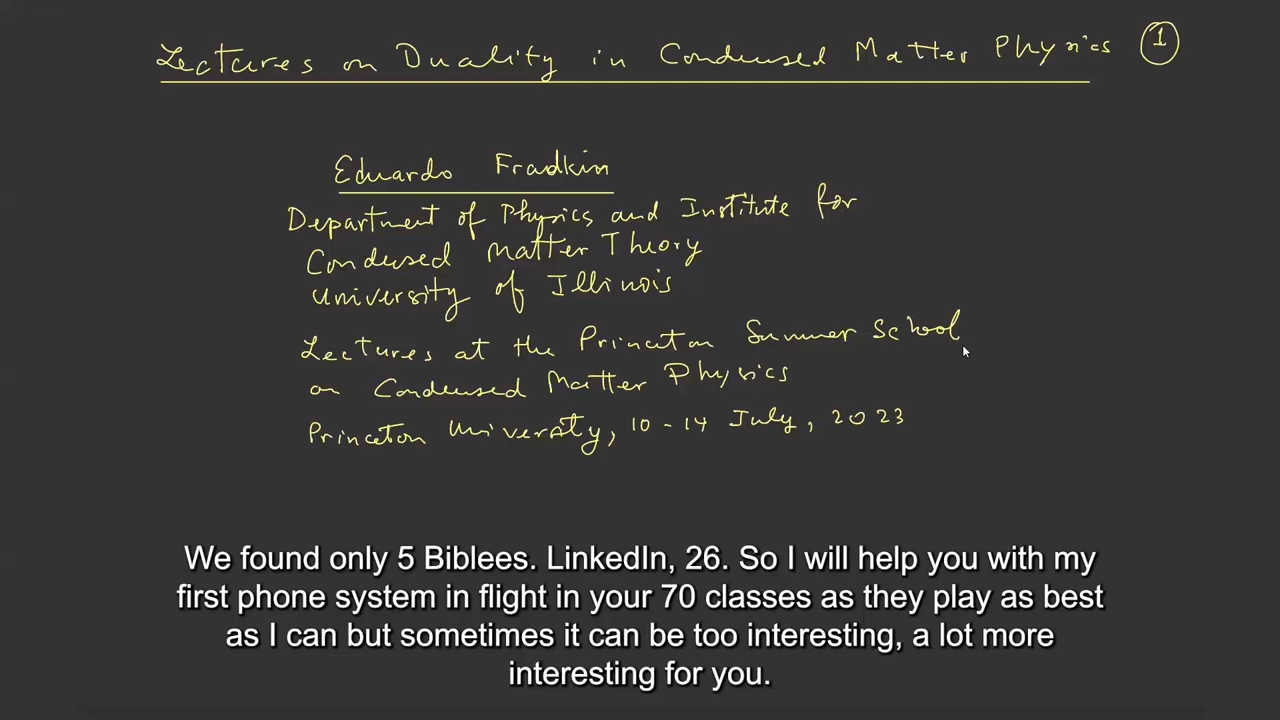 Lectures on Duality in Condensed Matter Physics 1
Eduardo Fradkin
Department of Physics and Institute for
Condensed Matter Theory
University of Illinois
Lectures at the Princeton Summer School
on Condensed Matter Physics
Princeton University, 10-14 July, 2023
We found only 5 Biblees. LinkedIn, 26. So I will help you with my
first phone system in flight in your 70 classes as they play as best
as I can but sometimes it can be too interesting, a lot more
interesting for you.